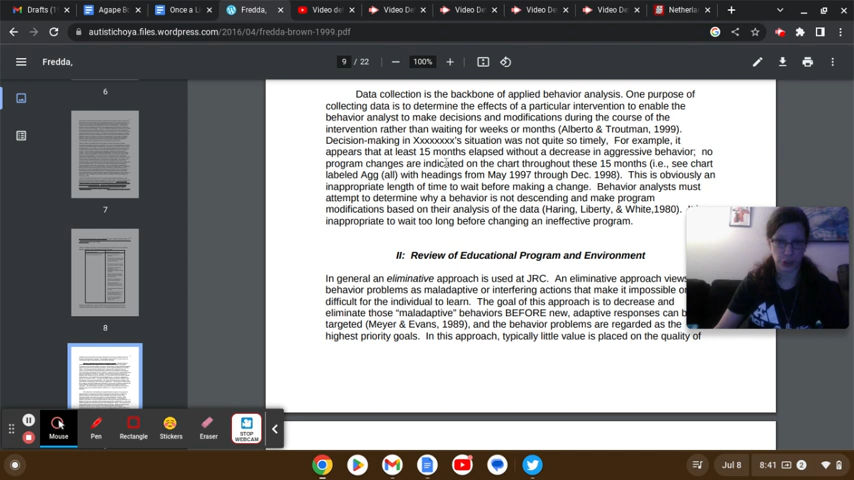 Drafts (1
Agape Bo
Once a Li
Fredda,
Video de
Video De
Video De
Video De
Video De
Netherla
autistichoya.files.wordpress.com/2016/04/fredda-brown-1999.pdf
Fredda,
9 / 22
100%
6
7
8
Data collection is the backbone of applied behavior analysis. One purpose of
collecting data is to determine the effects of a particular intervention to enable the
behavior analyst to make decisions and modifications during the course of the
intervention rather than waiting for weeks or months (Alberto & Troutman, 1999).
Decision-making in Xxxxxxxx's situation was not quite so timely, For example, it
appears that at least 15 months elapsed without a decrease in aggressive behavior; no
program changes are indicated on the chart throughout these 15 months (i.e., see chart
labeled Agg (all) with headings from May 1997 through Dec. 1998). This is obviously an
inappropriate length of time to wait before making a change. Behavior analysts must
attempt to determine why a behavior is not descending and make program
modifications based on their analysis of the data (Haring, Liberty, & White,1980).
inappropriate to wait too long before changing an ineffective program.
II: Review of Educational Program and Environment
In general an eliminative approach is used at JRC. An eliminative approach views
behavior problems as maladaptive or interfering actions that make it impossible or
difficult for the individual to learn. The goal of this approach is to decrease and
eliminate those “maladaptive” behaviors BEFORE new, adaptive responses can b
targeted (Meyer & Evans, 1989), and the behavior problems are regarded as the
highest priority goals. In this approach, typically little value is placed on the quality of
Mouse
Pen
Rectangle
Stickers
Eraser
STOP
WEBCAM
Jul 8
8:41
2